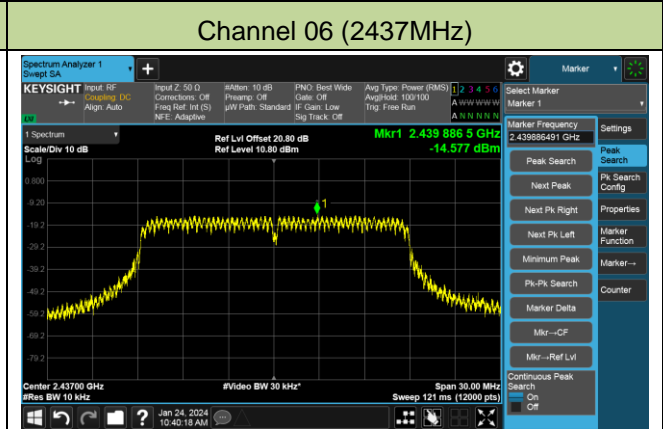 Channel 06 (2437MHz)
Spectrum Analyzer 1
Swept SA
+
Marker
KEYSIGHT
Input: RF
Coupling: DC
Align: Auto
Input Z: 50 Ω
Corrections: Off
Freq Ref: Int (S)
NFE: Adaptive
#Atten: 10 dB
Preamp: Off
µW Path: Standard
PNO: Best Wide
Gate: Off
IF Gain: Low
Sig Track: Off
Avg Type: Power (RMS)
Avg|Hold: 100/100
Trig: Free Run
1 2 3 4 5 6
A W W W W W
A N N N N N
LM
Select Marker
Marker 1
1 Spectrum
Scale/Div 10 dB
Log
Ref Lvl Offset 20.80 dB
Ref Level 10.80 dBm
Mkr1 2.439 886 5 GHz
-14.577 dBm
0.800
-9.20
-19.2
-29.2
-39.2
-49.2
-59.2
-69.2
-79.2
1
Center 2.43700 GHz
#Res BW 10 kHz
#Video BW 30 kHz*
Span 30.00 MHz
Sweep 121 ms (12000 pts)
Marker Frequency
2.439886491 GHz
Peak Search
Next Peak
Next Pk Right
Next Pk Left
Minimum Peak
Pk-Pk Search
Marker Delta
Mkr→CF
Mkr→Ref Lvl
Continuous Peak
Search
On
Off
Settings
Peak
Search
Pk Search
Config
Properties
Marker
Function
Marker→
Counter
?
Jan 24, 2024
10:40:18 AM